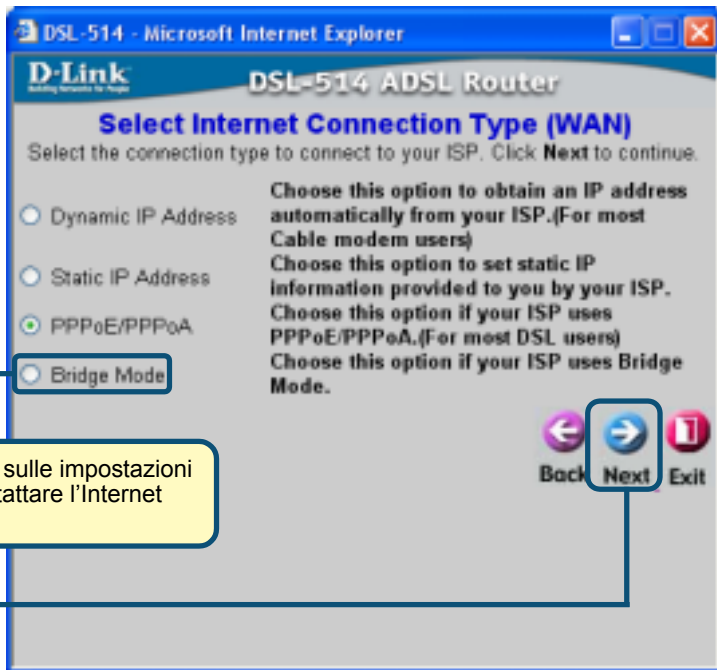 DSL-514 - Microsoft Internet Explorer
D-Link
Building Networks for People
DSL-514 ADSL Router
Select Internet Connection Type (WAN)
Select the connection type to connect to your ISP. Click Next to continue.
Dynamic IP Address
Choose this option to obtain an IP address
automatically from your ISP.(For most
Cable modem users)
Static IP Address
Choose this option to set static IP
information provided to you by your ISP.
PPPoE/PPPoA
Choose this option if your ISP uses
PPPoE/PPPoA.(For most DSL users)
Bridge Mode
Choose this option if your ISP uses Bridge
Mode.
Back Next Exit
sulle impostazioni
tattare l’Internet